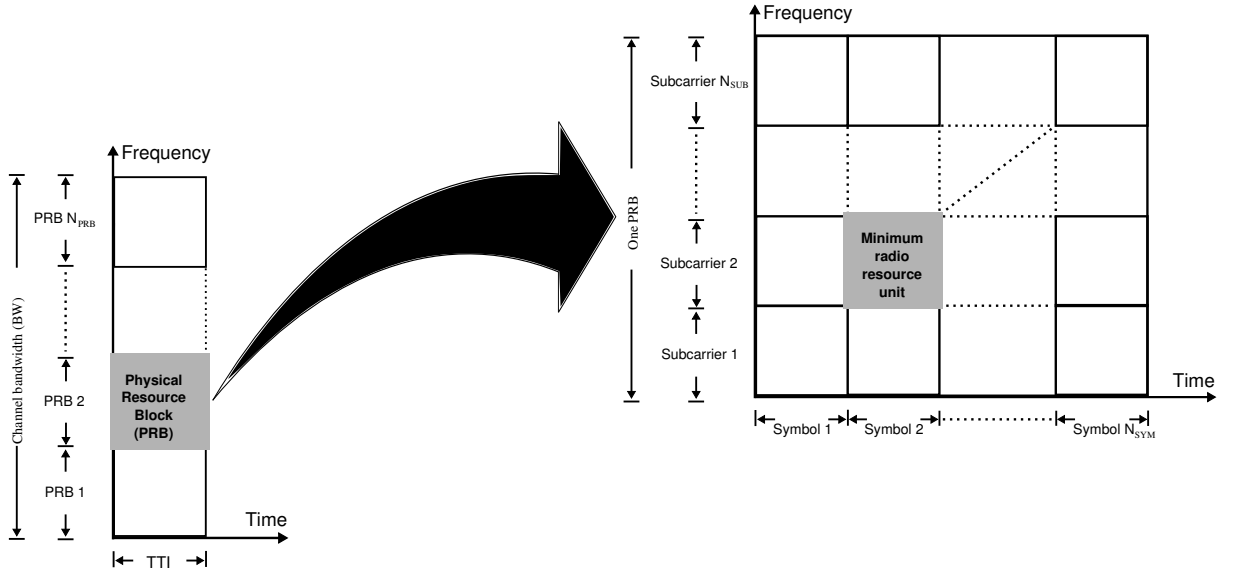 Frequency
PRB N_PRB
PRB 2
PRB 1
Channel bandwidth (BW)
Physical
Resource
Block
(PRB)
Time
TTI
Frequency
Subcarrier N_SUB
Subcarrier 2
Subcarrier 1
One PRB
Minimum
radio
resource
unit
Time
Symbol 1
Symbol 2
Symbol N_SYM